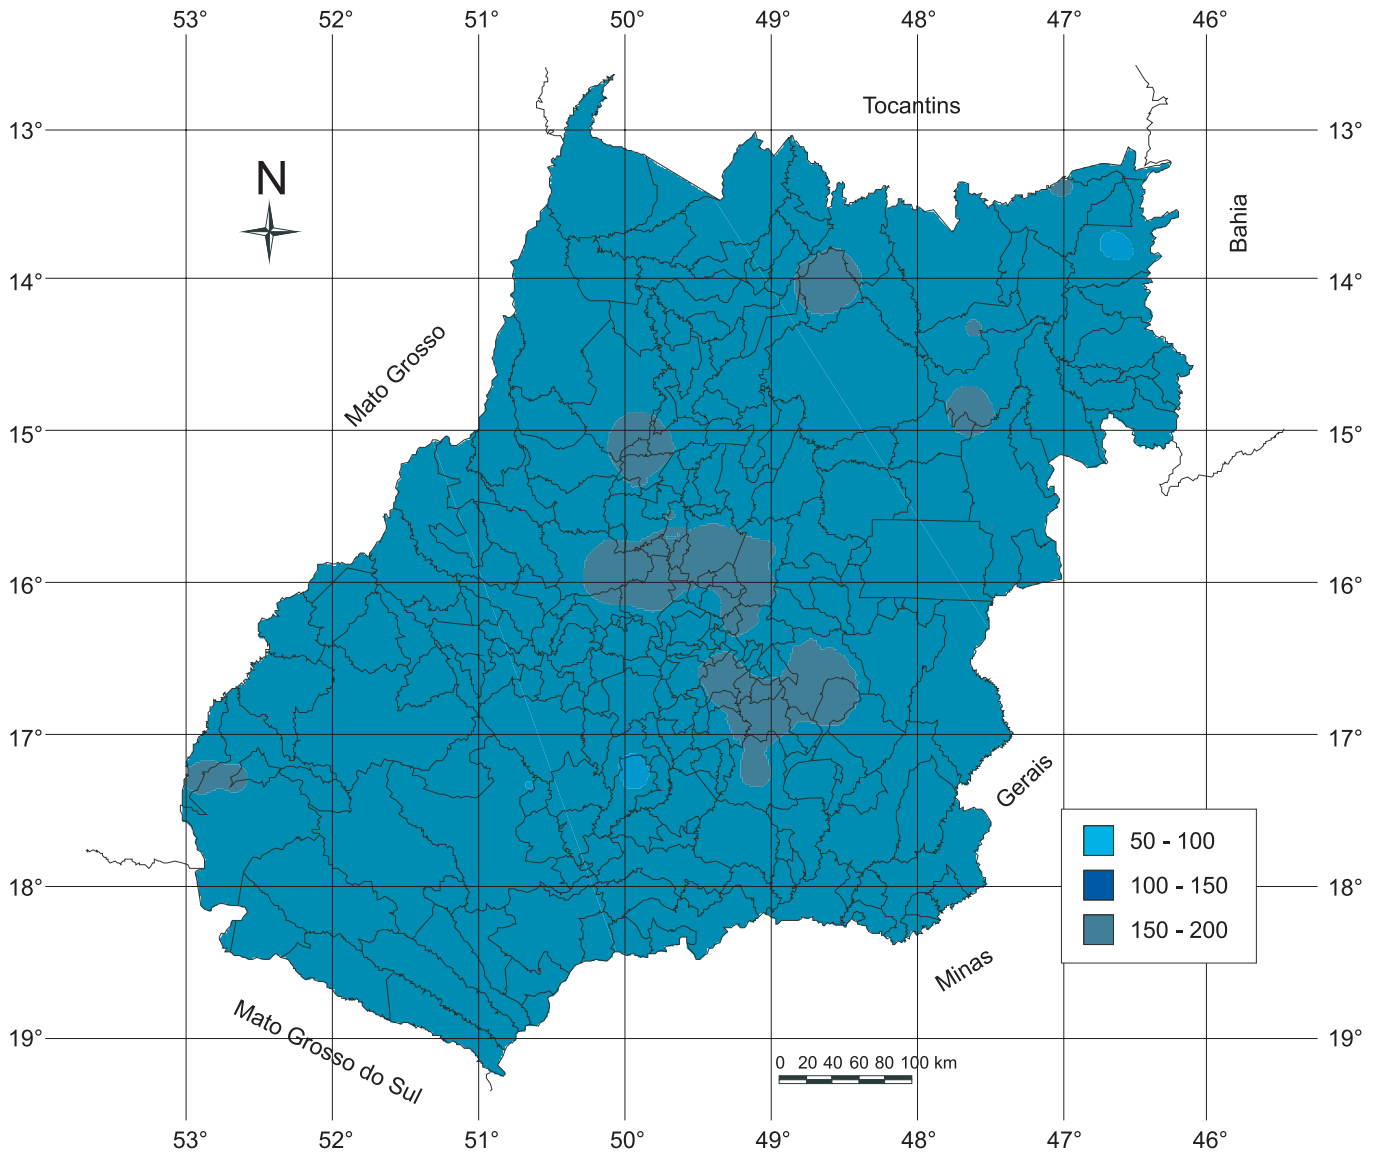 53° 52° 51° 50° 49° 48° 47° 46°
Tocantins
13° 13°
N
Bahia
14° 14°
Mato Grosso
15° 15°
16° 16°
17° 17°
Gerais
50 - 100
100 - 150
18° 18°
150 - 200
Minas
Mato Grosso do Sul
19° 19°
0 20 40 60 80 100 km
53° 52° 51° 50° 49° 48° 47° 46°